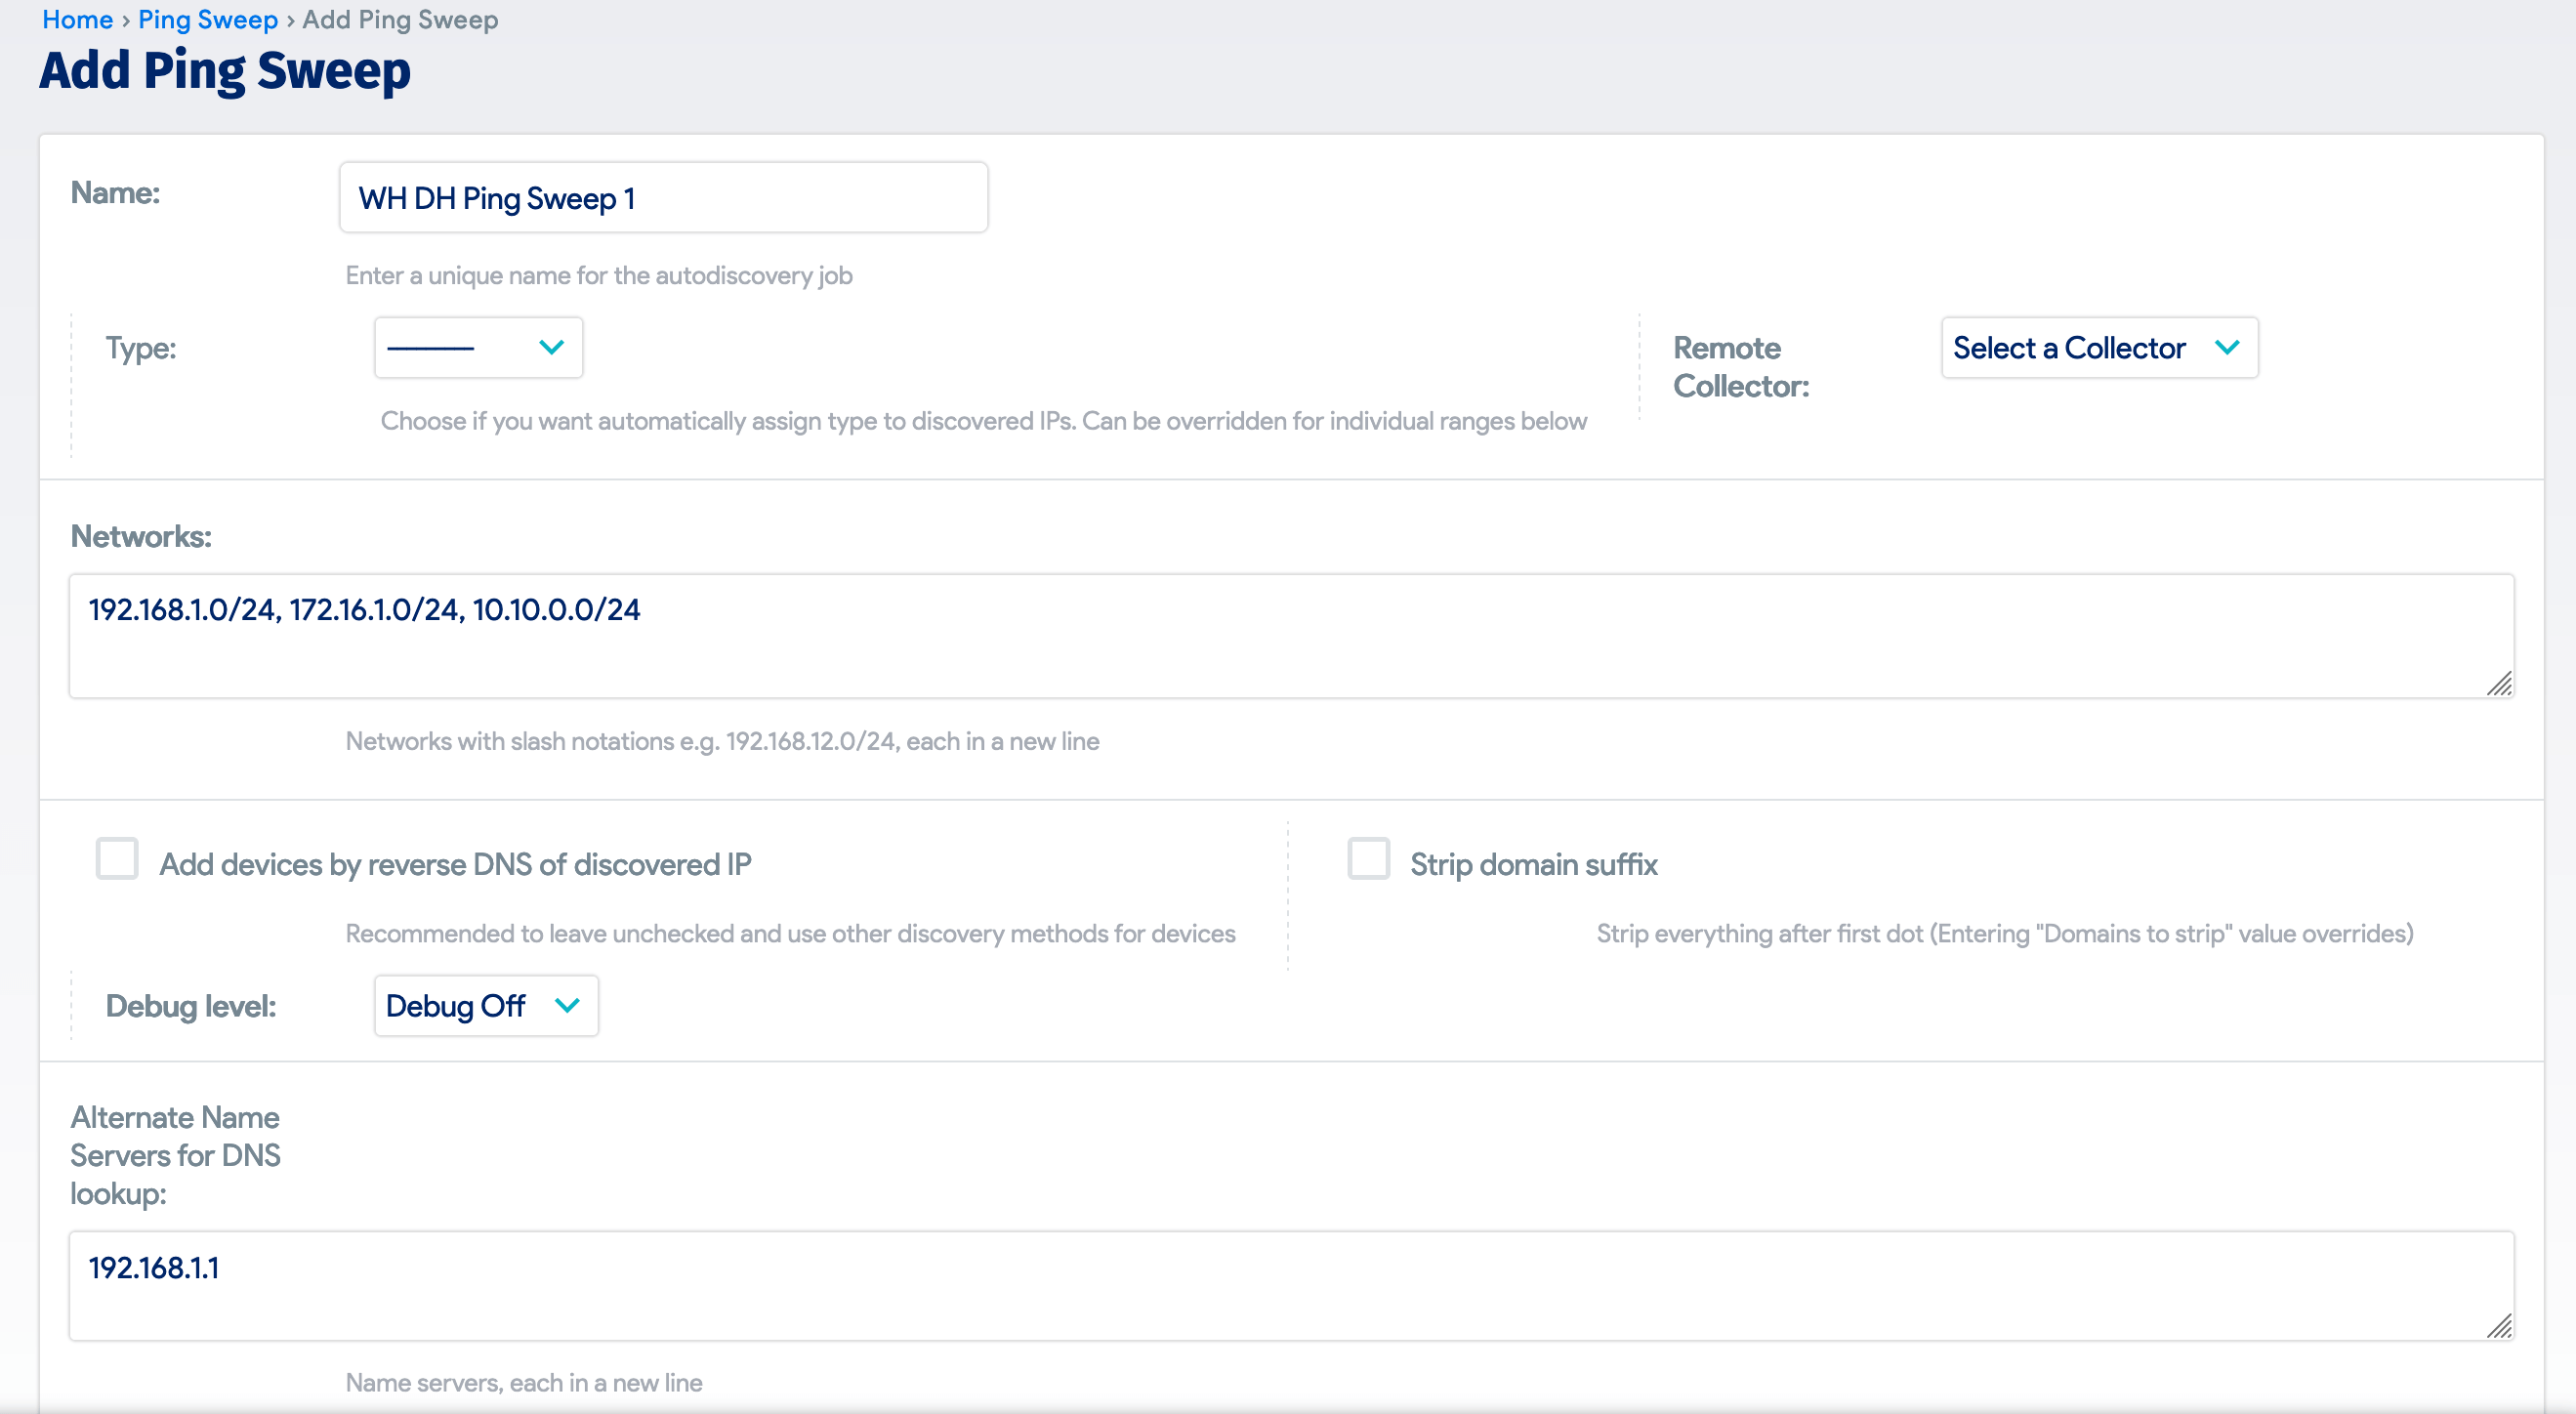 Home › Ping Sweep › Add Ping Sweep
Add Ping Sweep
Name:
WH DH Ping Sweep 1
Enter a unique name for the autodiscovery job
Type:
---------
Choose if you want automatically assign type to discovered IPs. Can be overridden for individual ranges below
Remote
Collector:
Select a Collector
Networks:
192.168.1.0/24, 172.16.1.0/24, 10.10.0.0/24
Networks with slash notations e.g. 192.168.12.0/24, each in a new line
Add devices by reverse DNS of discovered IP
Recommended to leave unchecked and use other discovery methods for devices
Strip domain suffix
Strip everything after first dot (Entering "Domains to strip" value overrides)
Debug level:
Debug Off
Alternate Name
Servers for DNS
lookup:
192.168.1.1
Name servers, each in a new line